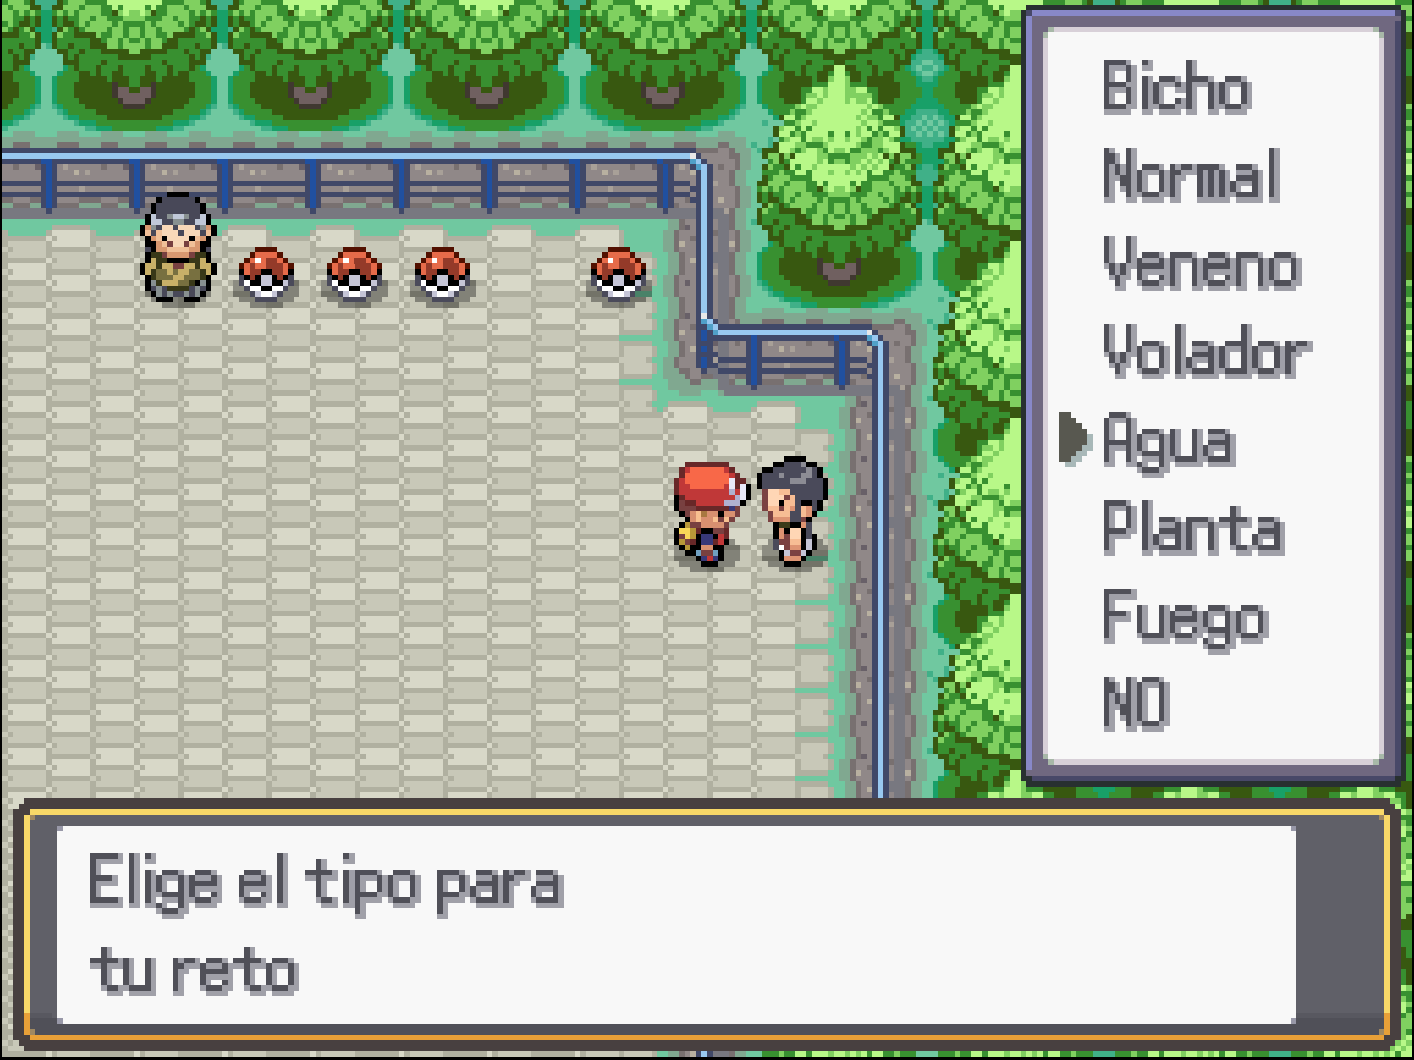 Bicho
Normal
Veneno
Volador
Agua
Planta
Fuego
NO
Elige el tipo para
tu reto